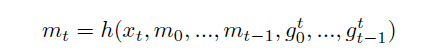 m_t = h(x_t, m_0, ..., m_{t-1}, g_0^t, ..., g_{t-1}^t)